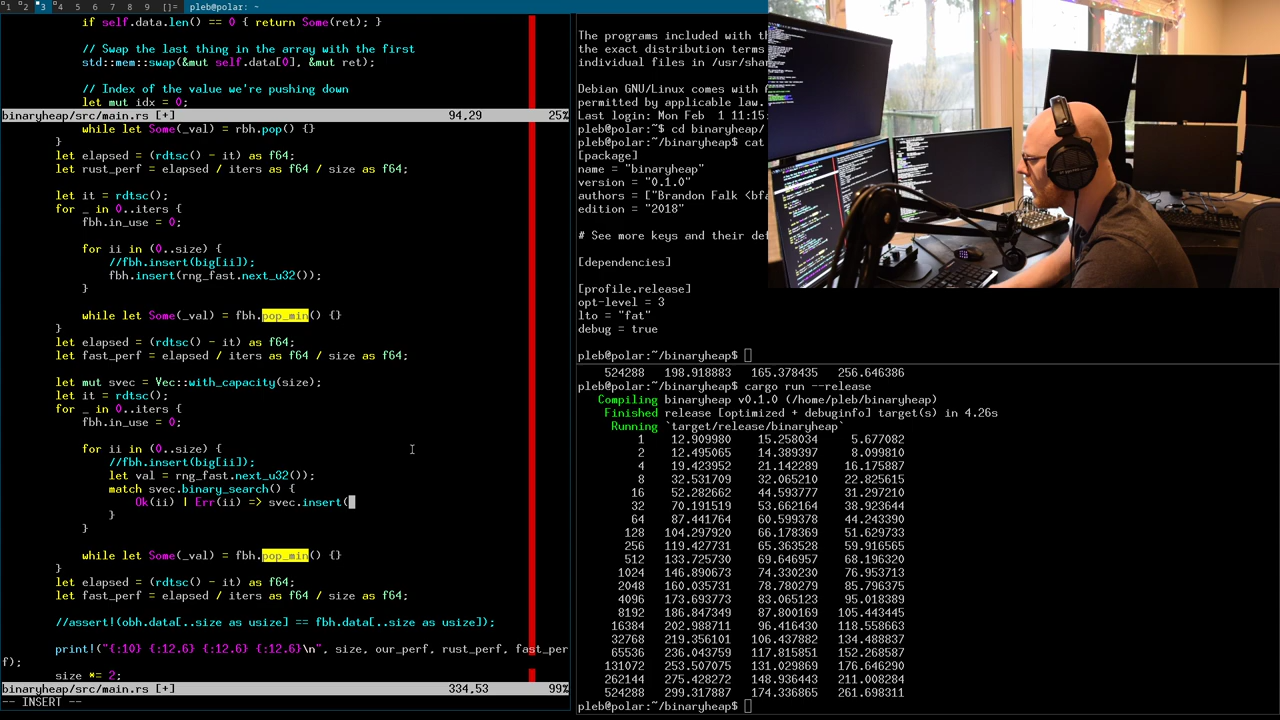 1 2 3 4 5 6 7 8 9 []= pleb@polar: ~
if self.data.len() == 0 { return Some(ret); }
// Swap the last thing in the array with the first
std::mem::swap(&mut self.data[0], &mut ret);
// Index of the value we're pushing down
let mut idx = 0;
binaryheap/src/main.rs [+] 94,29 25%
while let Some(_val) = rbh.pop() {}
}
let elapsed = (rdtsc() - it) as f64;
let rust_perf = elapsed / iters as f64 / size as f64;
let it = rdtsc();
for _ in 0..iters {
fbh.in_use = 0;
for ii in (0..size) {
//fbh.insert(big[ii]);
fbh.insert(rng_fast.next_u32());
}
while let Some(_val) = fbh.pop_min() {}
}
let elapsed = (rdtsc() - it) as f64;
let fast_perf = elapsed / iters as f64 / size as f64;
let mut svec = Vec::with_capacity(size);
let it = rdtsc();
for _ in 0..iters {
fbh.in_use = 0;
for ii in (0..size) {
//fbh.insert(big[ii]);
let val = rng_fast.next_u32());
match svec.binary_search() {
Ok(ii) | Err(ii) => svec.insert(
}
}
while let Some(_val) = fbh.pop_min() {}
}
let elapsed = (rdtsc() - it) as f64;
let fast_perf = elapsed / iters as f64 / size as f64;
//assert!(obh.data[..size as usize] == fbh.data[..size as usize]);
print!("{:10} {:12.6} {:12.6} {:12.6}\n", size, our_perf, rust_perf, fast_per
f);
size *= 2;
binaryheap/src/main.rs [+] 334,53 99%
-- INSERT --
The programs included with th
the exact distribution terms
individual files in /usr/shar
Debian GNU/Linux comes with
permitted by applicable law.
Last login: Mon Feb 1 11:15:
pleb@polar:~$ cd binaryheap/
pleb@polar:~/binaryheap$ cat
[package]
name = "binaryheap"
version = "0.1.0"
authors = ["Brandon Falk <bfa
edition = "2018"
# See more keys and their def
[dependencies]
[profile.release]
opt-level = 3
lto = "fat"
debug = true
pleb@polar:~/binaryheap$
524288 198.918883 165.378435 256.646386
pleb@polar:~/binaryheap$ cargo run --release
Compiling binaryheap v0.1.0 (/home/pleb/binaryheap)
Finished release [optimized + debuginfo] target(s) in 4.26s
Running `target/release/binaryheap`
1 12.909980 15.258034 5.677082
2 12.495065 14.389397 8.099810
4 19.423952 21.142289 16.175887
8 32.531709 32.065210 22.825615
16 52.282662 44.593777 31.297210
32 70.191519 53.662164 38.923644
64 87.441764 60.599378 44.243390
128 104.297920 66.178369 51.629733
256 119.427731 65.363528 59.916565
512 133.725730 69.646957 68.196320
1024 146.890673 74.330230 76.953713
2048 160.035731 78.780279 85.796375
4096 173.693773 83.065123 95.018389
8192 186.847349 87.800169 105.443445
16384 202.988711 96.416430 118.558663
32768 219.356101 106.437882 134.488837
65536 236.043759 117.815851 152.268587
131072 253.507075 131.029869 176.646290
262144 275.428272 148.936443 211.008284
524288 299.317887 174.336865 261.698311
pleb@polar:~/binaryheap$